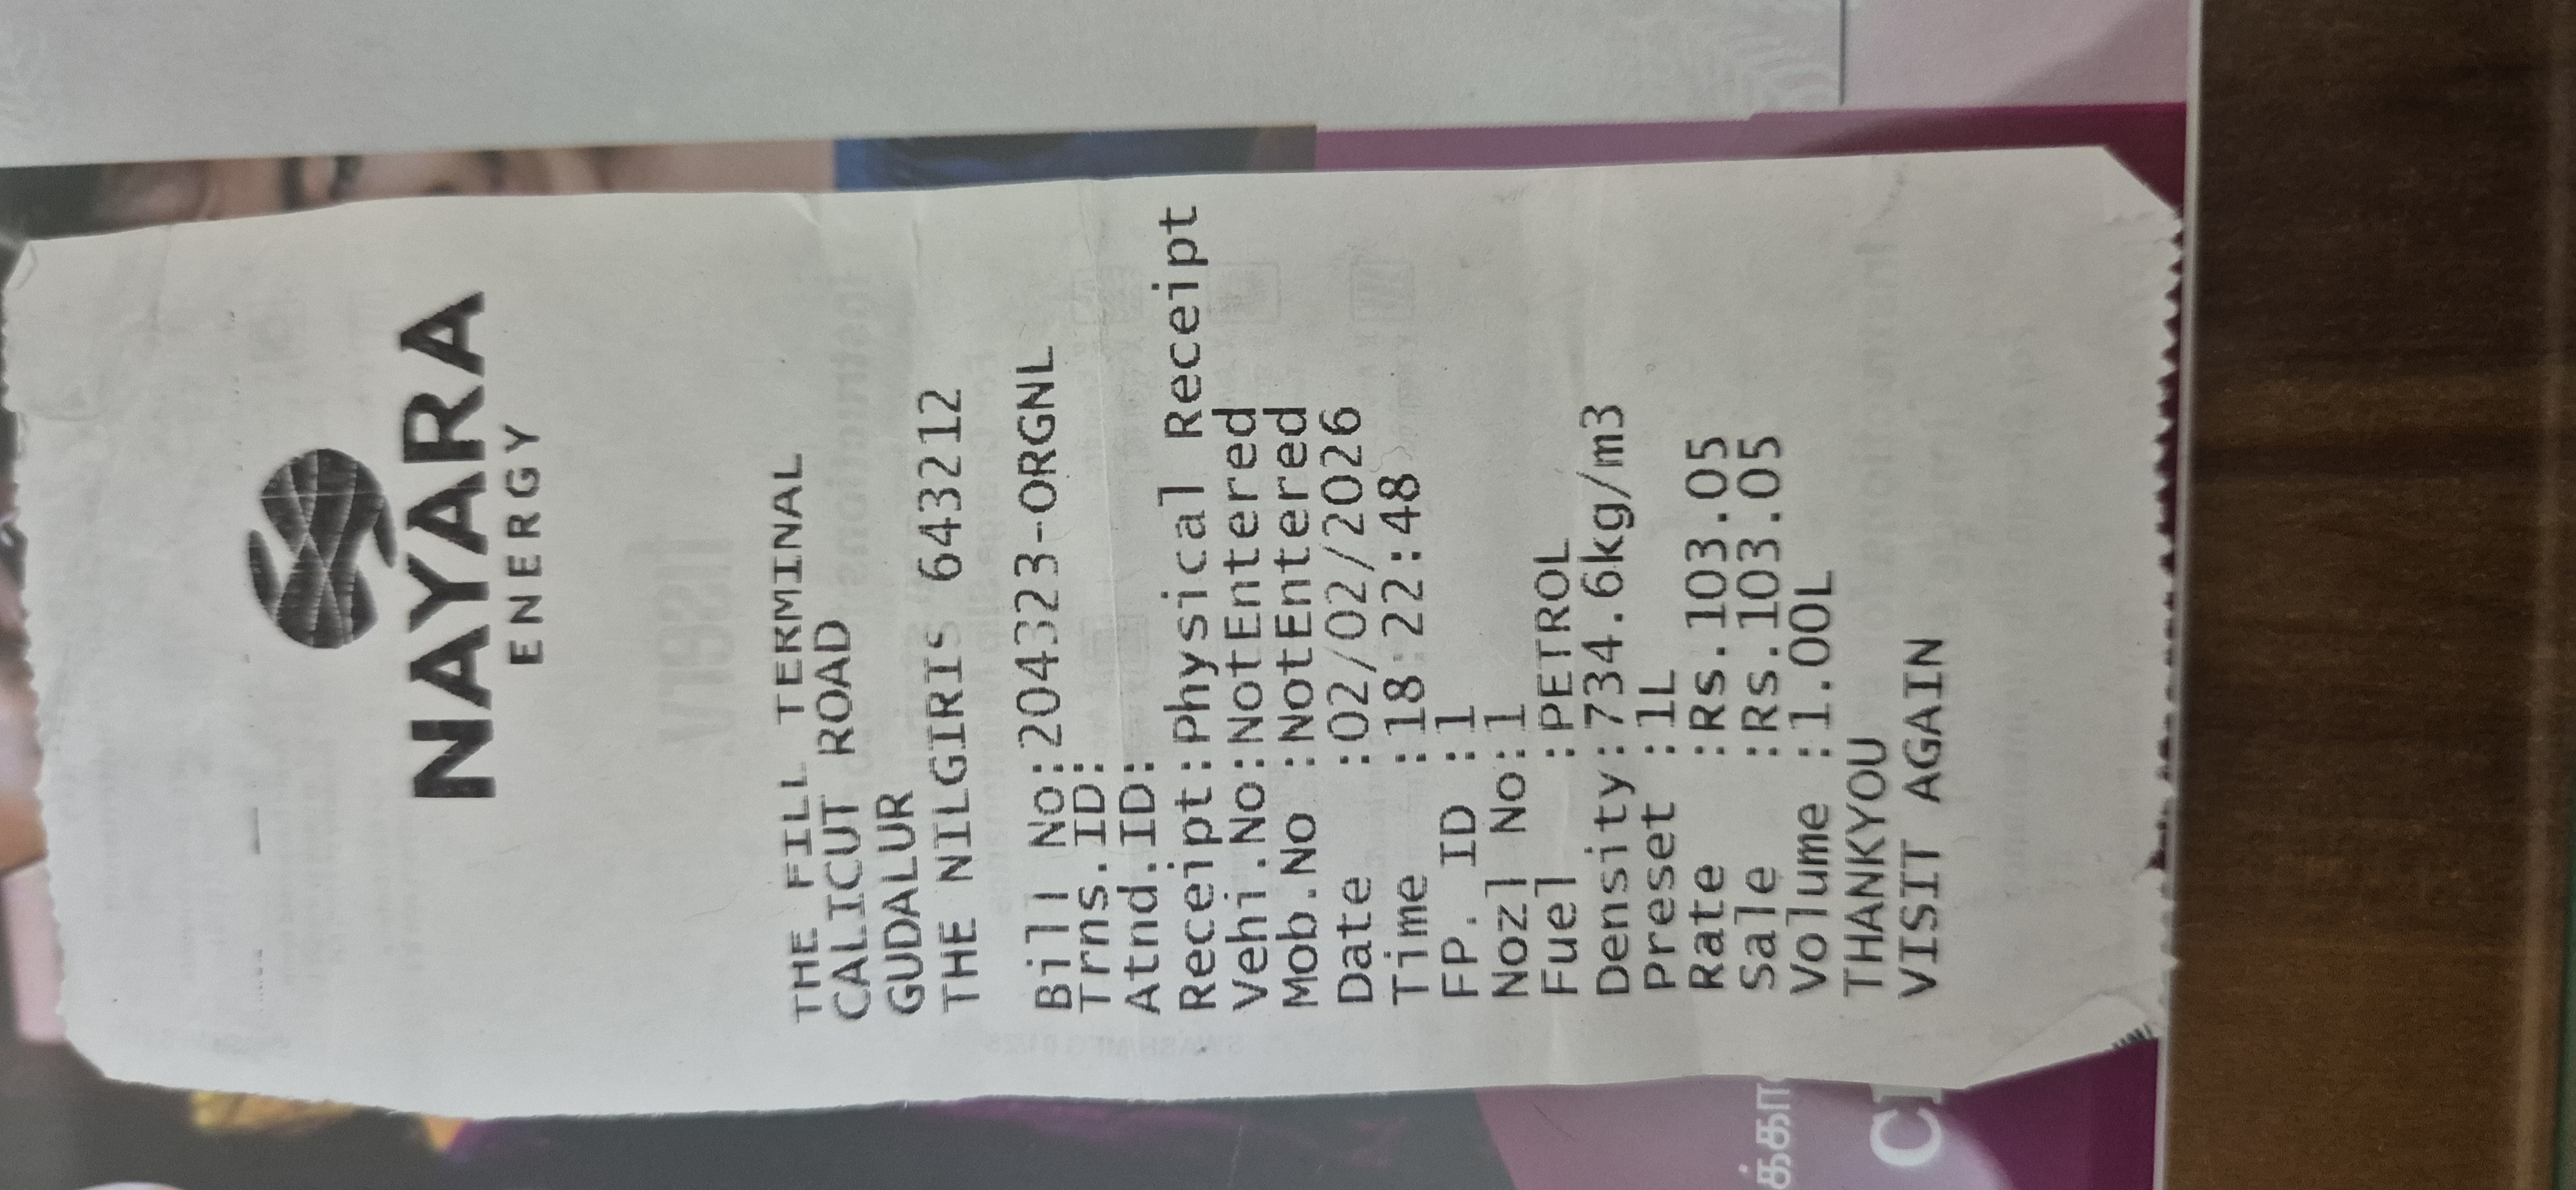 NAYARA
ENERGY
THE FILL TERMINAL
CALICUT ROAD
GUDALUR
THE NILGIRIS 643212
Bill No:204323-ORGNL
Trns.ID:
Atnd.ID:
Receipt:Physical Receipt
Vehi.No:NotEntered
Mob.No :NotEntered
Date :02/02/2026
Time :18:22:48
FP. ID :1
Nozl No:1
Fuel :PETROL
Density:734.6kg/m3
Preset :1L
Rate :Rs.103.05
Sale :Rs.103.05
Volume :1.00L
THANKYOU
VISIT AGAIN